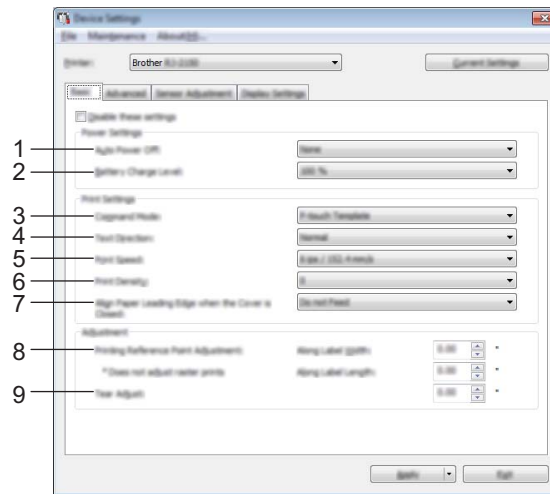 Device Settings
File Maintenance
Printer: Brother RJ-2150 Current Settings
Basic Advanced Sensor Adjustment Display Settings
Disable these settings
Power Settings
1 Auto Power Off: None
2 Battery Charge Level: 100 %
Print Settings
3 Command Mode: P-touch Template
4 Text Direction: Normal
5 Print Speed:
6 Print Density: 0
7 Align Paper Leading Edge when the Cover is Closed: Do not Feed
Adjustment
8 Printing Reference Point Adjustment: Along Label Width: 0.00 "
* Does not adjust raster prints Along Label Length: 0.00 "
9 Tear Adjust: 0.00 "
Apply Exit